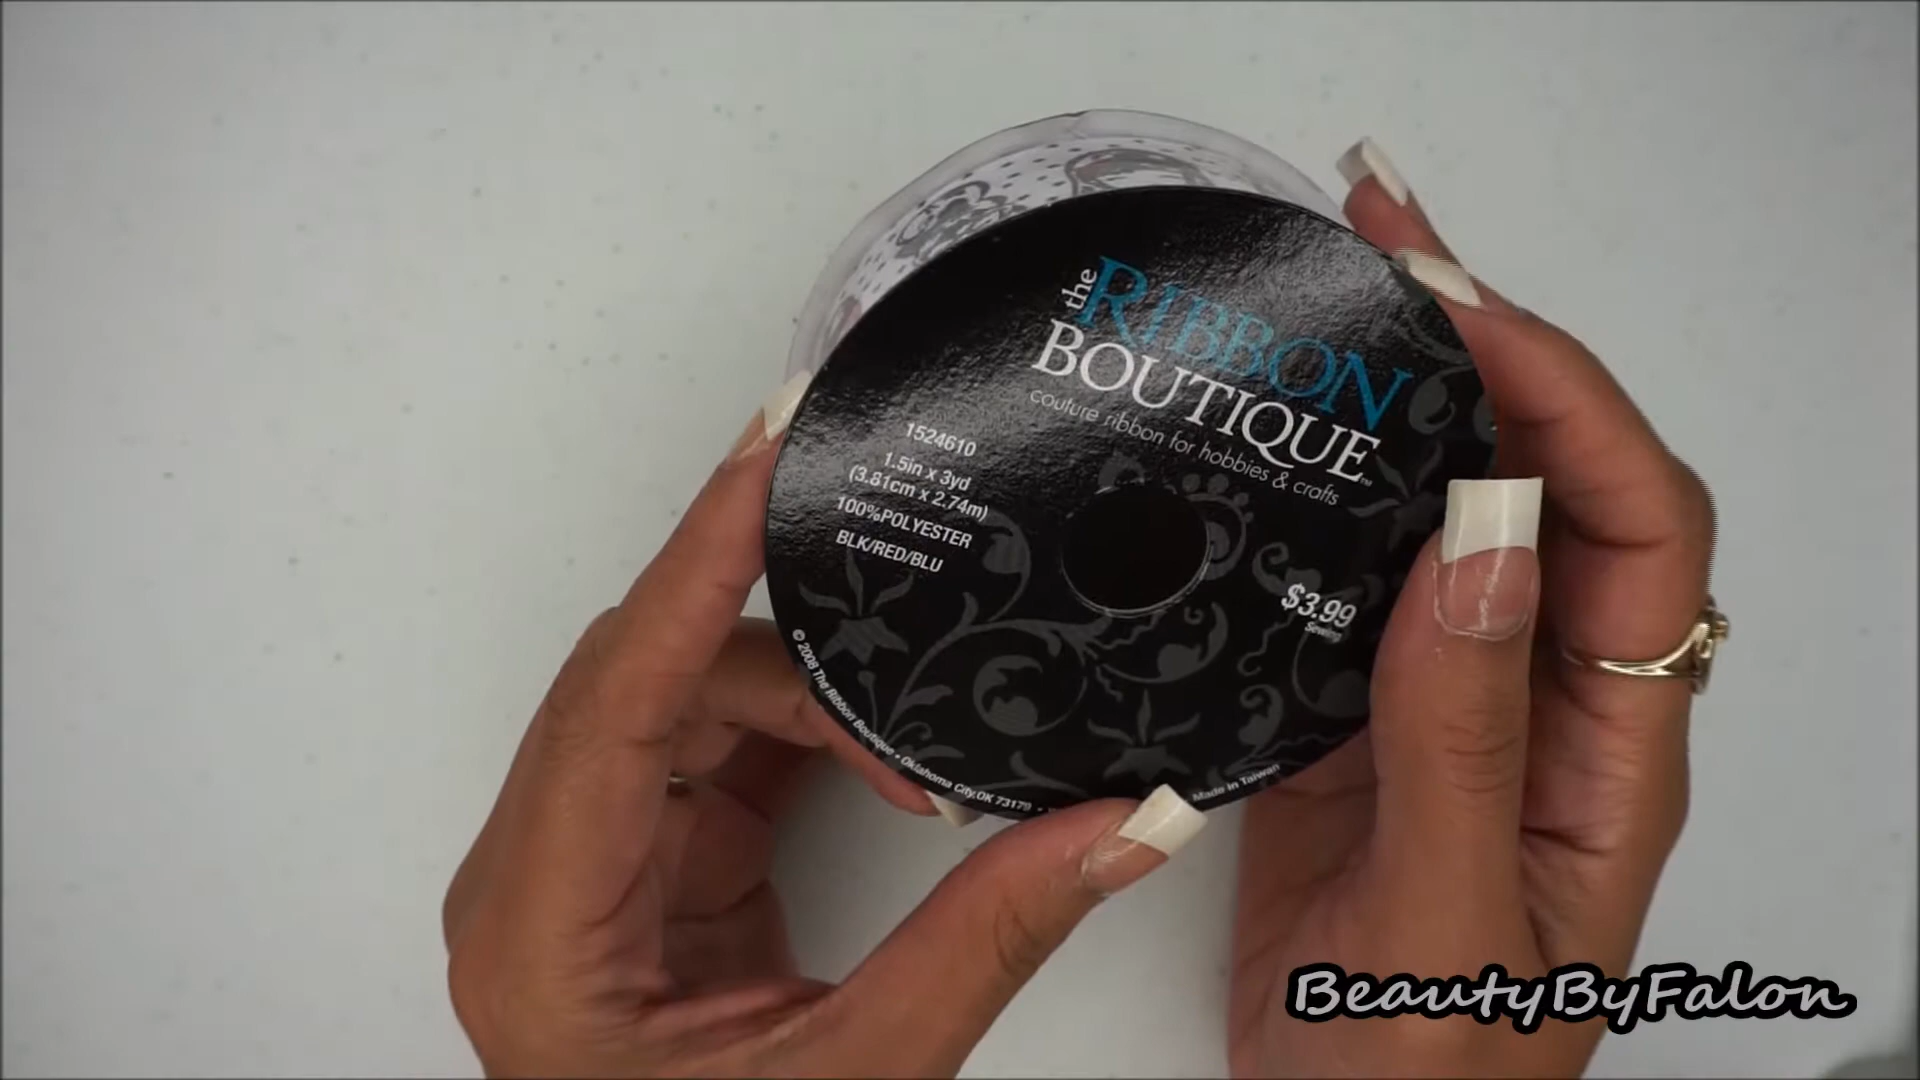 the RIBBON
BOUTIQUE™
couture ribbon for hobbies & crafts
1524610
1.5in x 3yd
(3.81cm x 2.74m)
100%POLYESTER
BLK/RED/BLU
$3.99
Sewing
© 2008 The Ribbon Boutique • Oklahoma City, OK 73179 •
Made in Taiwan
BeautyByFalon